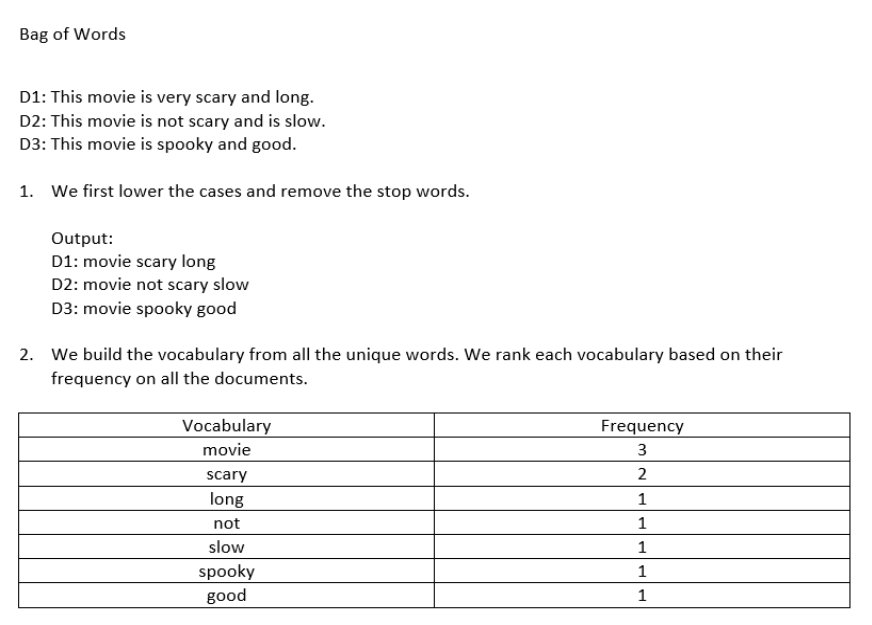 Bag of Words
D1: This movie is very scary and long.
D2: This movie is not scary and is slow.
D3: This movie is spooky and good.
1. We first lower the cases and remove the stop words.
Output:
D1: movie scary long
D2: movie not scary slow
D3: movie spooky good
2. We build the vocabulary from all the unique words. We rank each vocabulary based on their
frequency on all the documents.
Vocabulary Frequency
movie 3
scary 2
long 1
not 1
slow 1
spooky 1
good 1